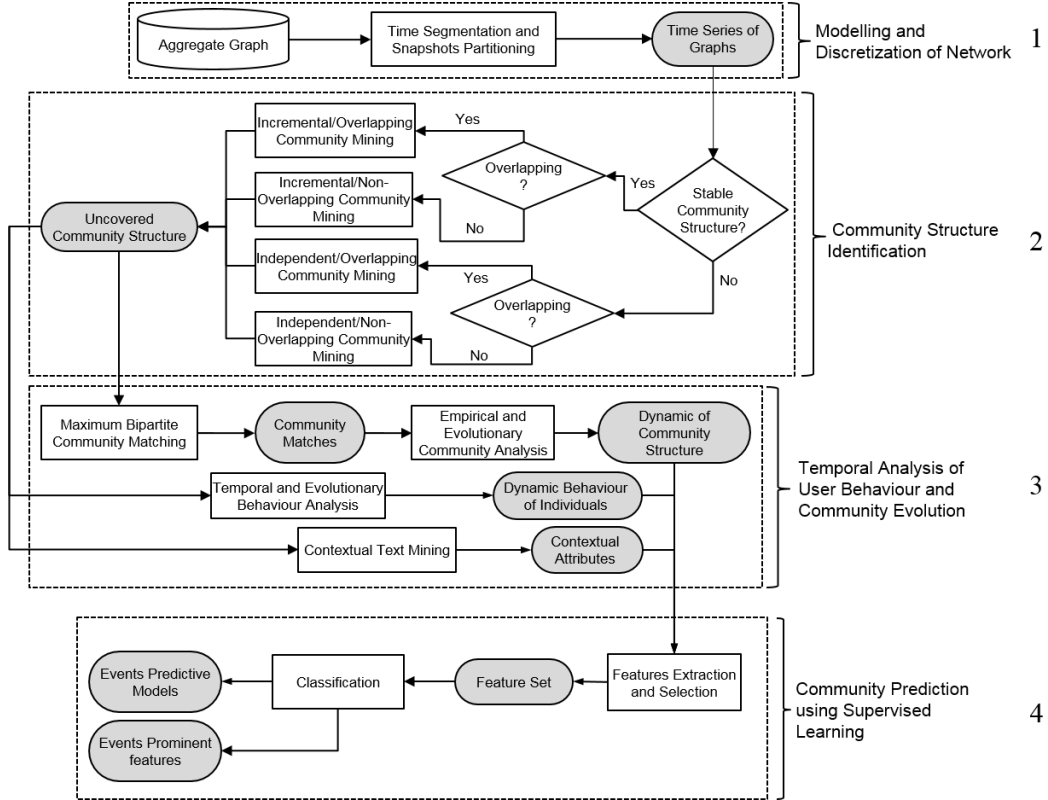 Aggregate Graph
Time Segmentation and
Snapshots Partitioning
Time Series of
Graphs
Modelling and
Discretization of Network
1
Incremental/Overlapping
Community Mining
Yes
Overlapping
?
Yes
Stable
Community
Structure?
Incremental/Non-
Overlapping Community
Mining
No
Uncovered
Community Structure
Community Structure
Identification
2
Independent/Overlapping
Community Mining
Yes
No
Overlapping
?
Independent/Non-
Overlapping Community
Mining
No
Maximum Bipartite
Community Matching
Community
Matches
Empirical and
Evolutionary
Community Analysis
Dynamic of
Community
Structure
Temporal and Evolutionary
Behaviour Analysis
Dynamic Behaviour
of Individuals
Temporal Analysis of
User Behaviour and
Community Evolution
3
Contextual Text Mining
Contextual
Attributes
Events Predictive
Models
Classification
Feature Set
Features Extraction
and Selection
Events Prominent
features
Community Prediction
using Supervised
Learning
4